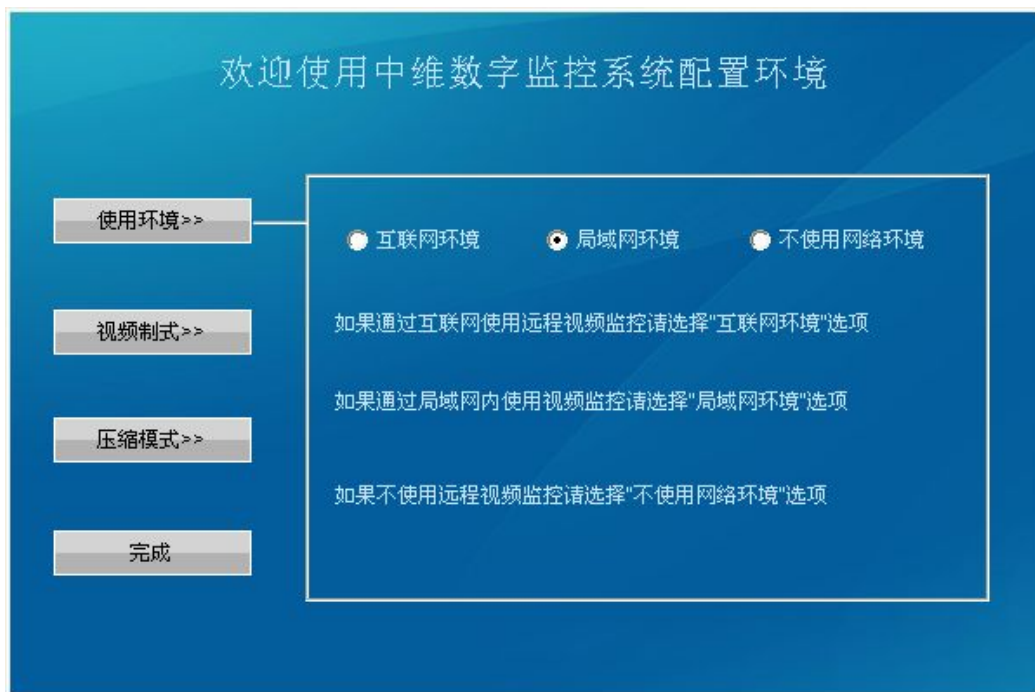 欢迎使用中维数字监控系统配置环境
使用环境>>
互联网环境 局域网环境 不使用网络环境
视频制式>>
如果通过互联网使用远程视频监控请选择"互联网环境"选项
如果通过局域网内使用视频监控请选择"局域网环境"选项
压缩模式>>
如果不使用远程视频监控请选择"不使用网络环境"选项
完成